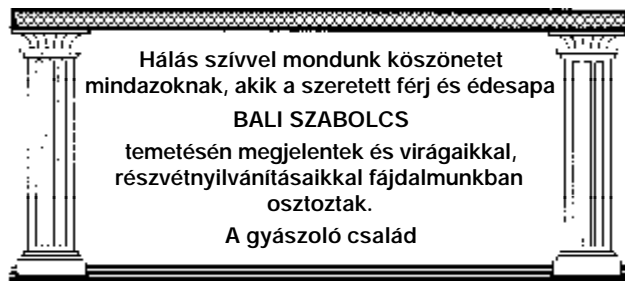 Hálás szívvel mondunk köszönetet
mindazoknak, akik a szeretett férj és édesapa
BALI SZABOLCS
temetésén megjelentek és virágaikkal,
részvétnyilvánításaikkal fájdalmunkban
osztoztak.
A gyászoló család